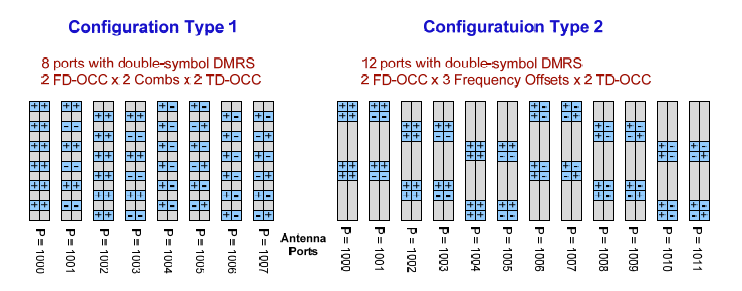 Configuration Type 1
Configuratuion Type 2
8 ports with double-symbol DMRS
2 FD-OCC x 2 Combs x 2 TD-OCC
12 ports with double-symbol DMRS
2 FD-OCC x 3 Frequency Offsets x 2 TD-OCC
P = 1000
P = 1001
P = 1002
P = 1003
P = 1004
P = 1005
P = 1006
P = 1007
Antenna
Ports
P = 1000
P = 1001
P = 1002
P = 1003
P = 1004
P = 1005
P = 1006
P = 1007
P = 1008
P = 1009
P = 1010
P = 1011